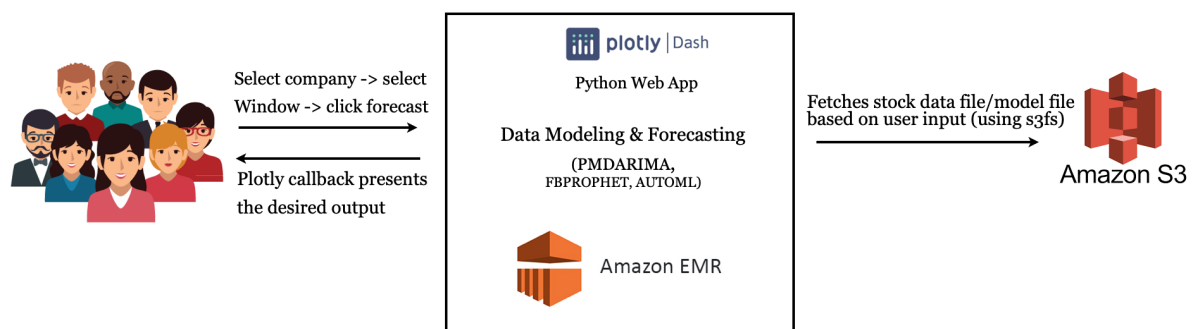 Select company -> select
Window -> click forecast
Plotly callback presents
the desired output
plotly | Dash
Python Web App
Data Modeling & Forecasting
(PMDARIMA,
FBPROPHET, AUTOML)
Amazon EMR
Fetches stock data file/model file
based on user input (using s3fs)
Amazon S3